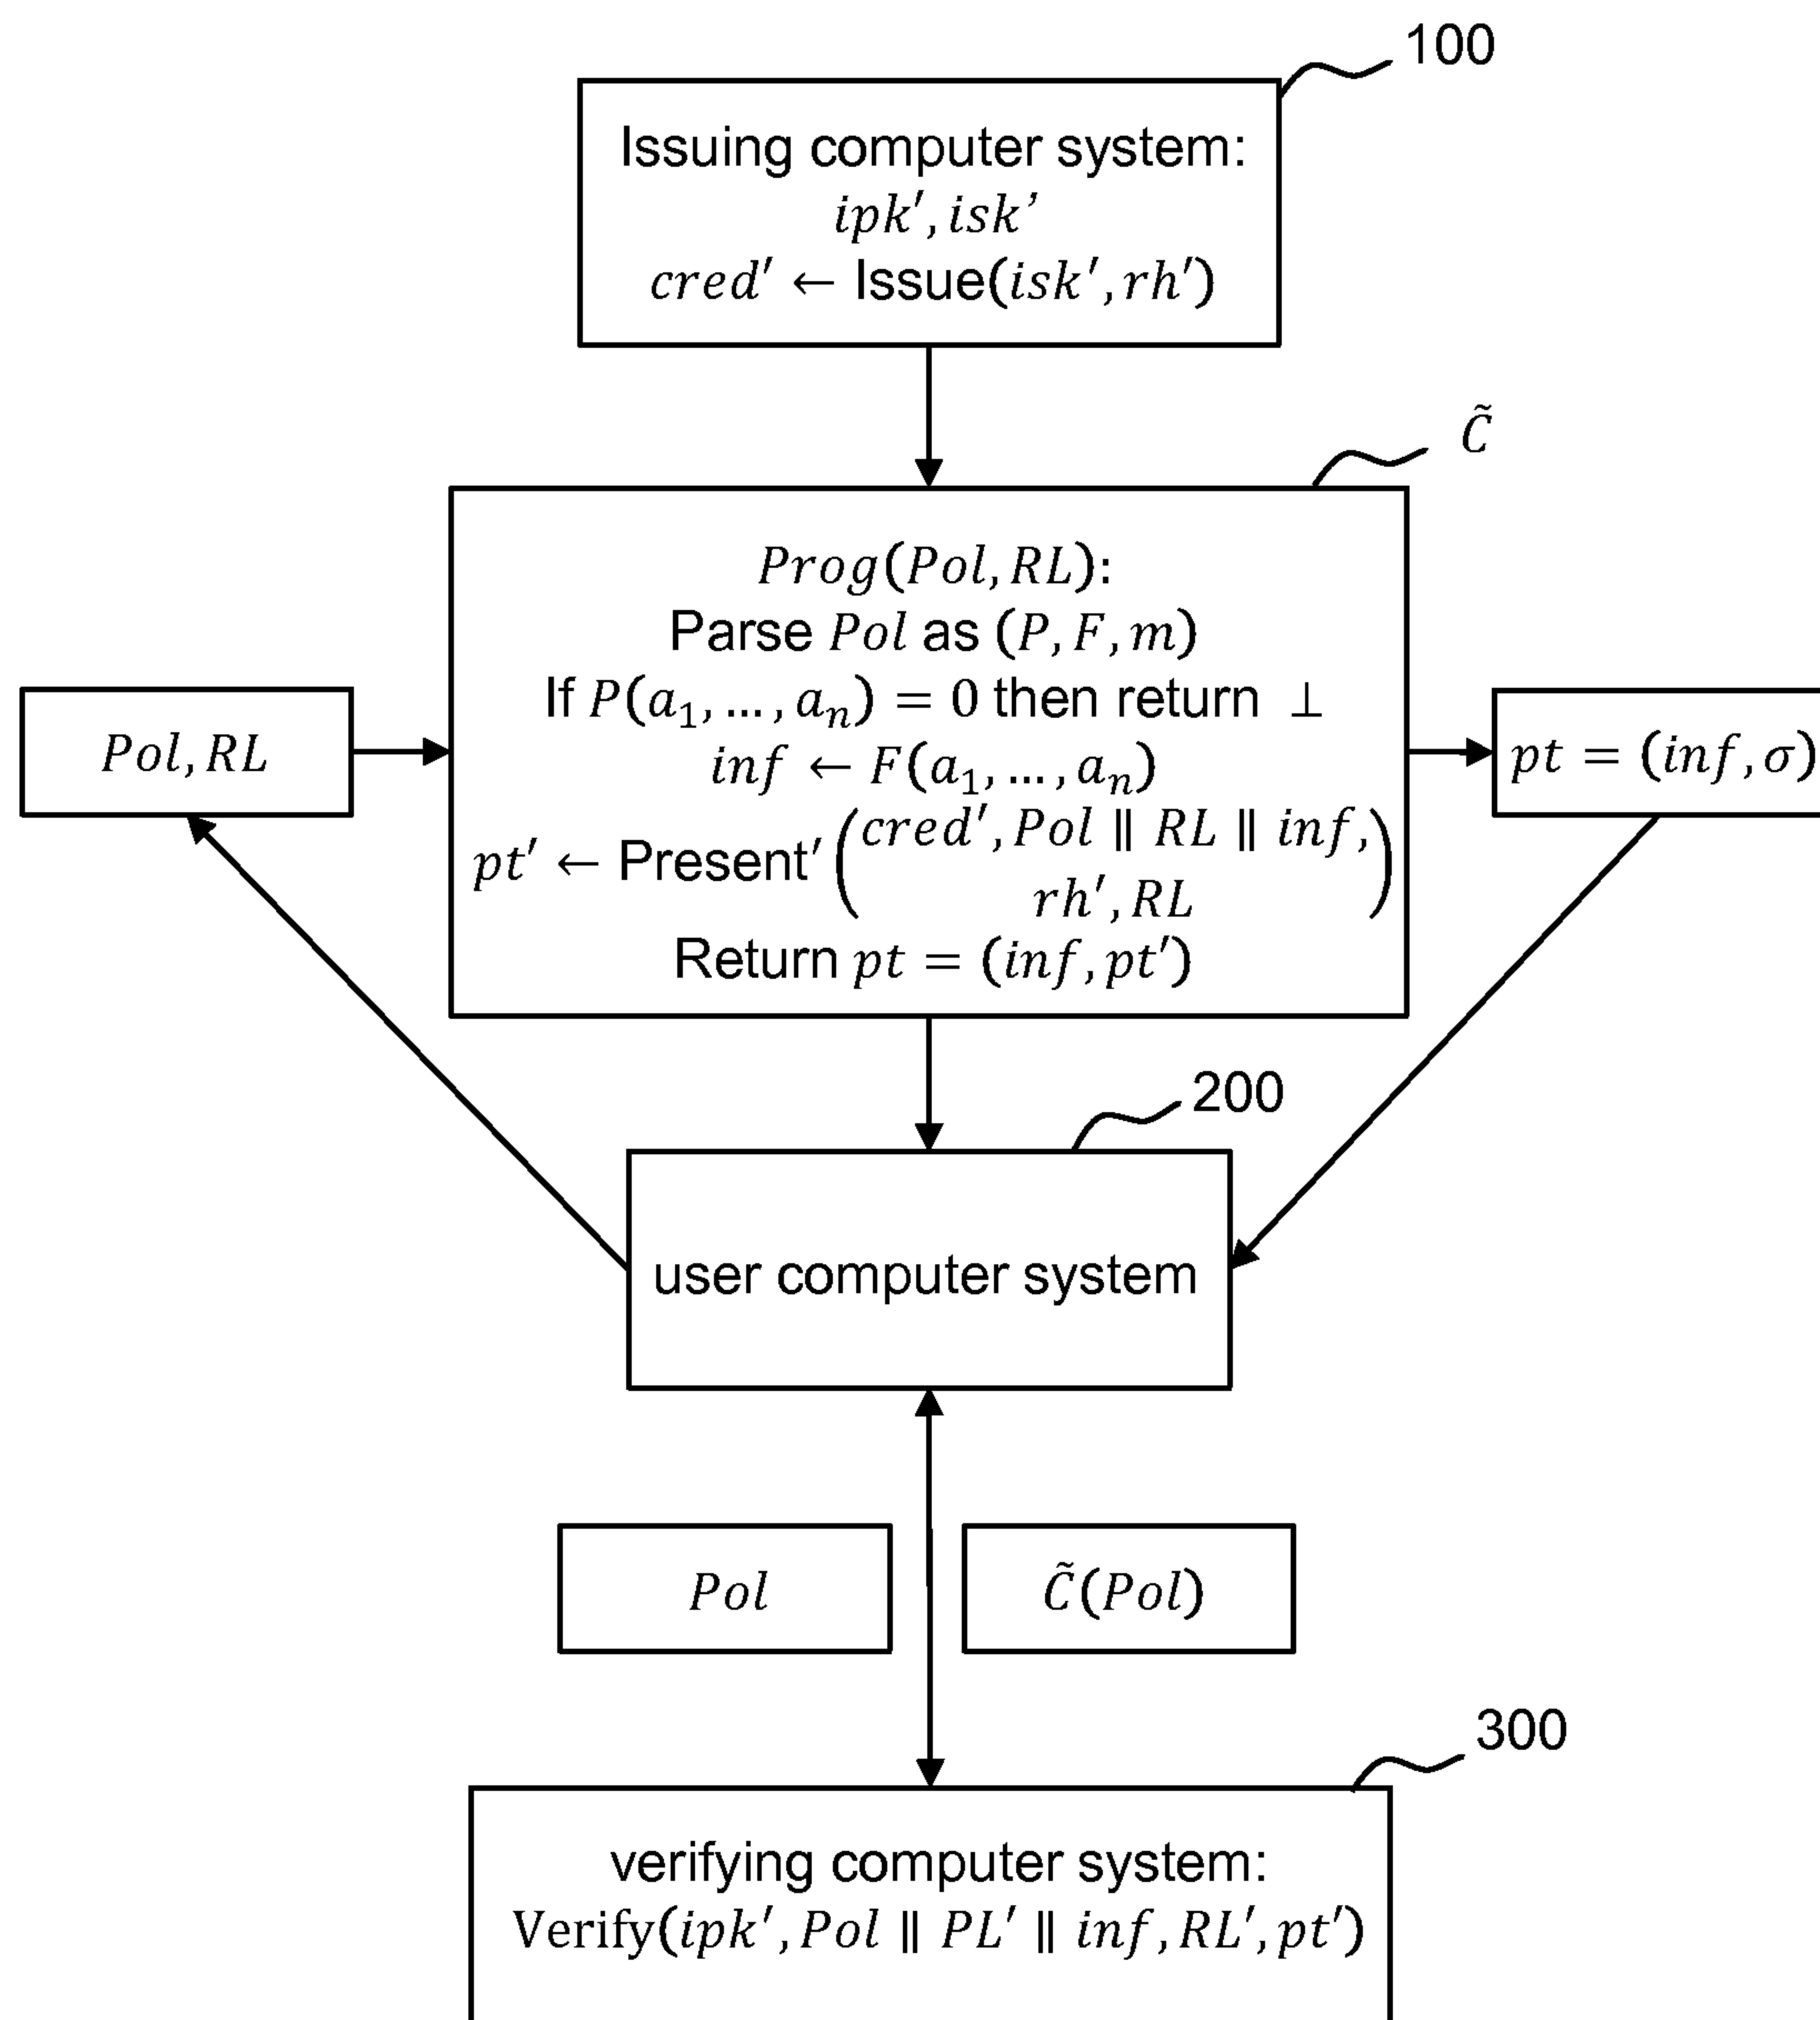 100
Issuing computer system:
ipk′, isk’
cred′ ← Issue(isk′, rh′)
C̃
Prog(Pol, RL):
Parse Pol as (P, F, m)
If P(a₁, …, aₙ) = 0 then return ⊥
inf ← F(a₁, …, aₙ)
pt′ ← Present′(cred′, Pol ∥ RL ∥ inf,
rh′, RL)
Return pt = (inf, pt′)
Pol, RL
pt = (inf, σ)
200
user computer system
Pol
C̃(Pol)
300
verifying computer system:
Verify(ipk′, Pol ∥ PL′ ∥ inf, RL′, pt′)